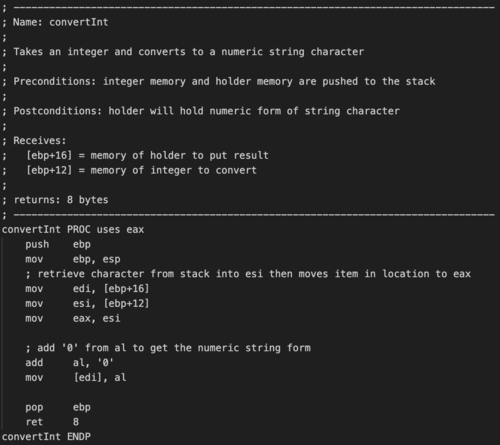 ; ---------------------------------------------------------------------------------
; Name: convertInt
;
; Takes an integer and converts to a numeric string character
;
; Preconditions: integer memory and holder memory are pushed to the stack
;
; Postconditions: holder will hold numeric form of string character
;
; Receives:
;   [ebp+16] = memory of holder to put result
;   [ebp+12] = memory of integer to convert
;
; returns: 8 bytes
; ---------------------------------------------------------------------------------
convertInt PROC uses eax
    push    ebp
    mov     ebp, esp
    ; retrieve character from stack into esi then moves item in location to eax
    mov     edi, [ebp+16]
    mov     esi, [ebp+12]
    mov     eax, esi

    ; add '0' from al to get the numeric string form
    add     al, '0'
    mov     [edi], al

    pop     ebp
    ret     8
convertInt ENDP